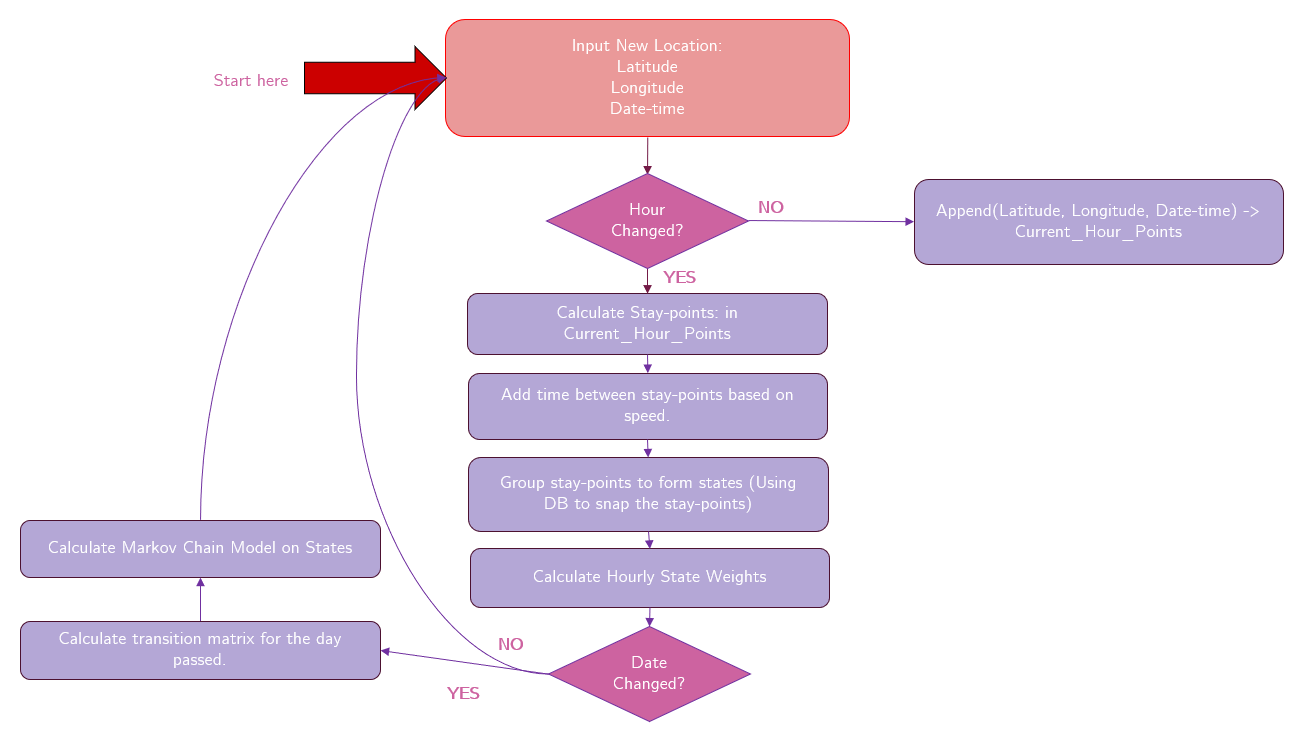 Start here
Input New Location:
Latitude
Longitude
Date-time
Hour
Changed?
NO
Append(Latitude, Longitude, Date-time) ->
Current_Hour_Points
YES
Calculate Stay-points: in
Current_Hour_Points
Add time between stay-points based on
speed.
Group stay-points to form states (Using
DB to snap the stay-points)
Calculate Hourly State Weights
Date
Changed?
NO
YES
Calculate transition matrix for the day
passed.
Calculate Markov Chain Model on States